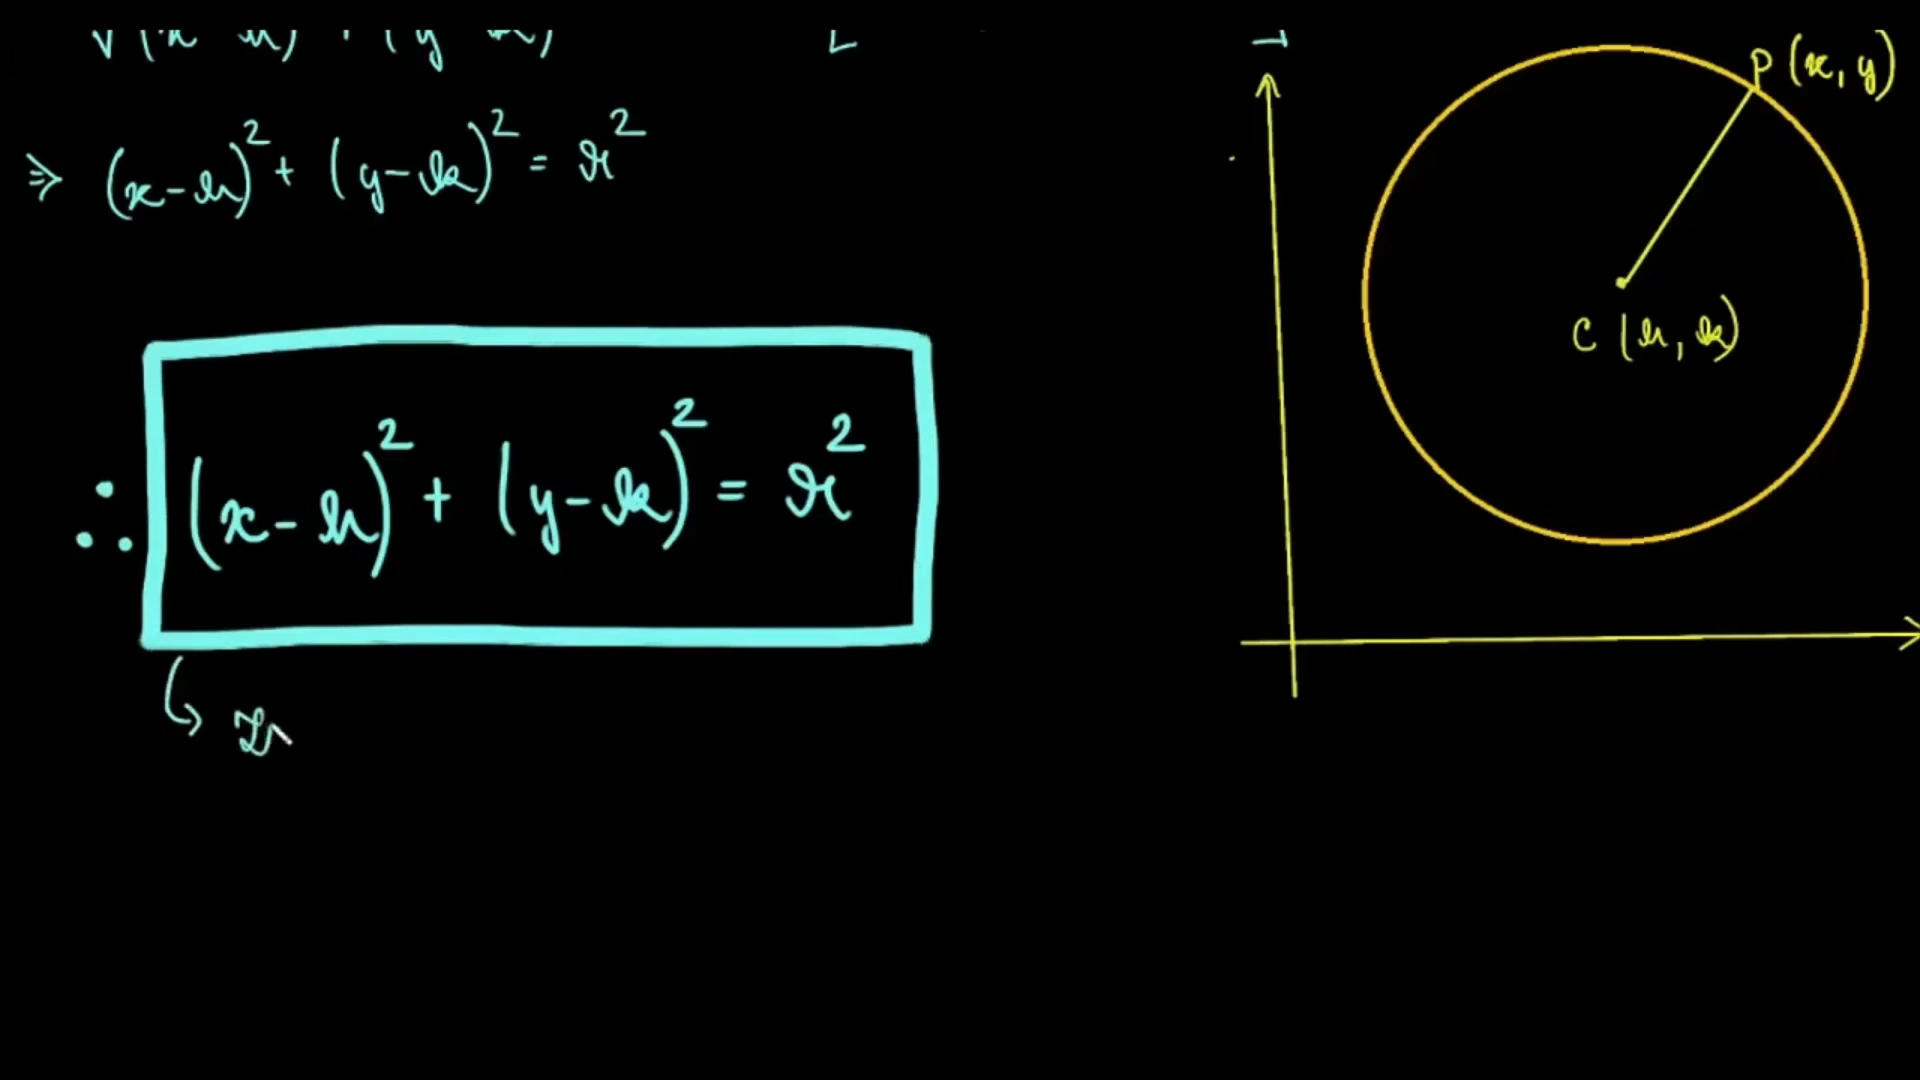 ⇒ (x-h)² + (y-k)² = r²
∴ (x-h)² + (y-k)² = r²
P (x, y)
C (h, k)